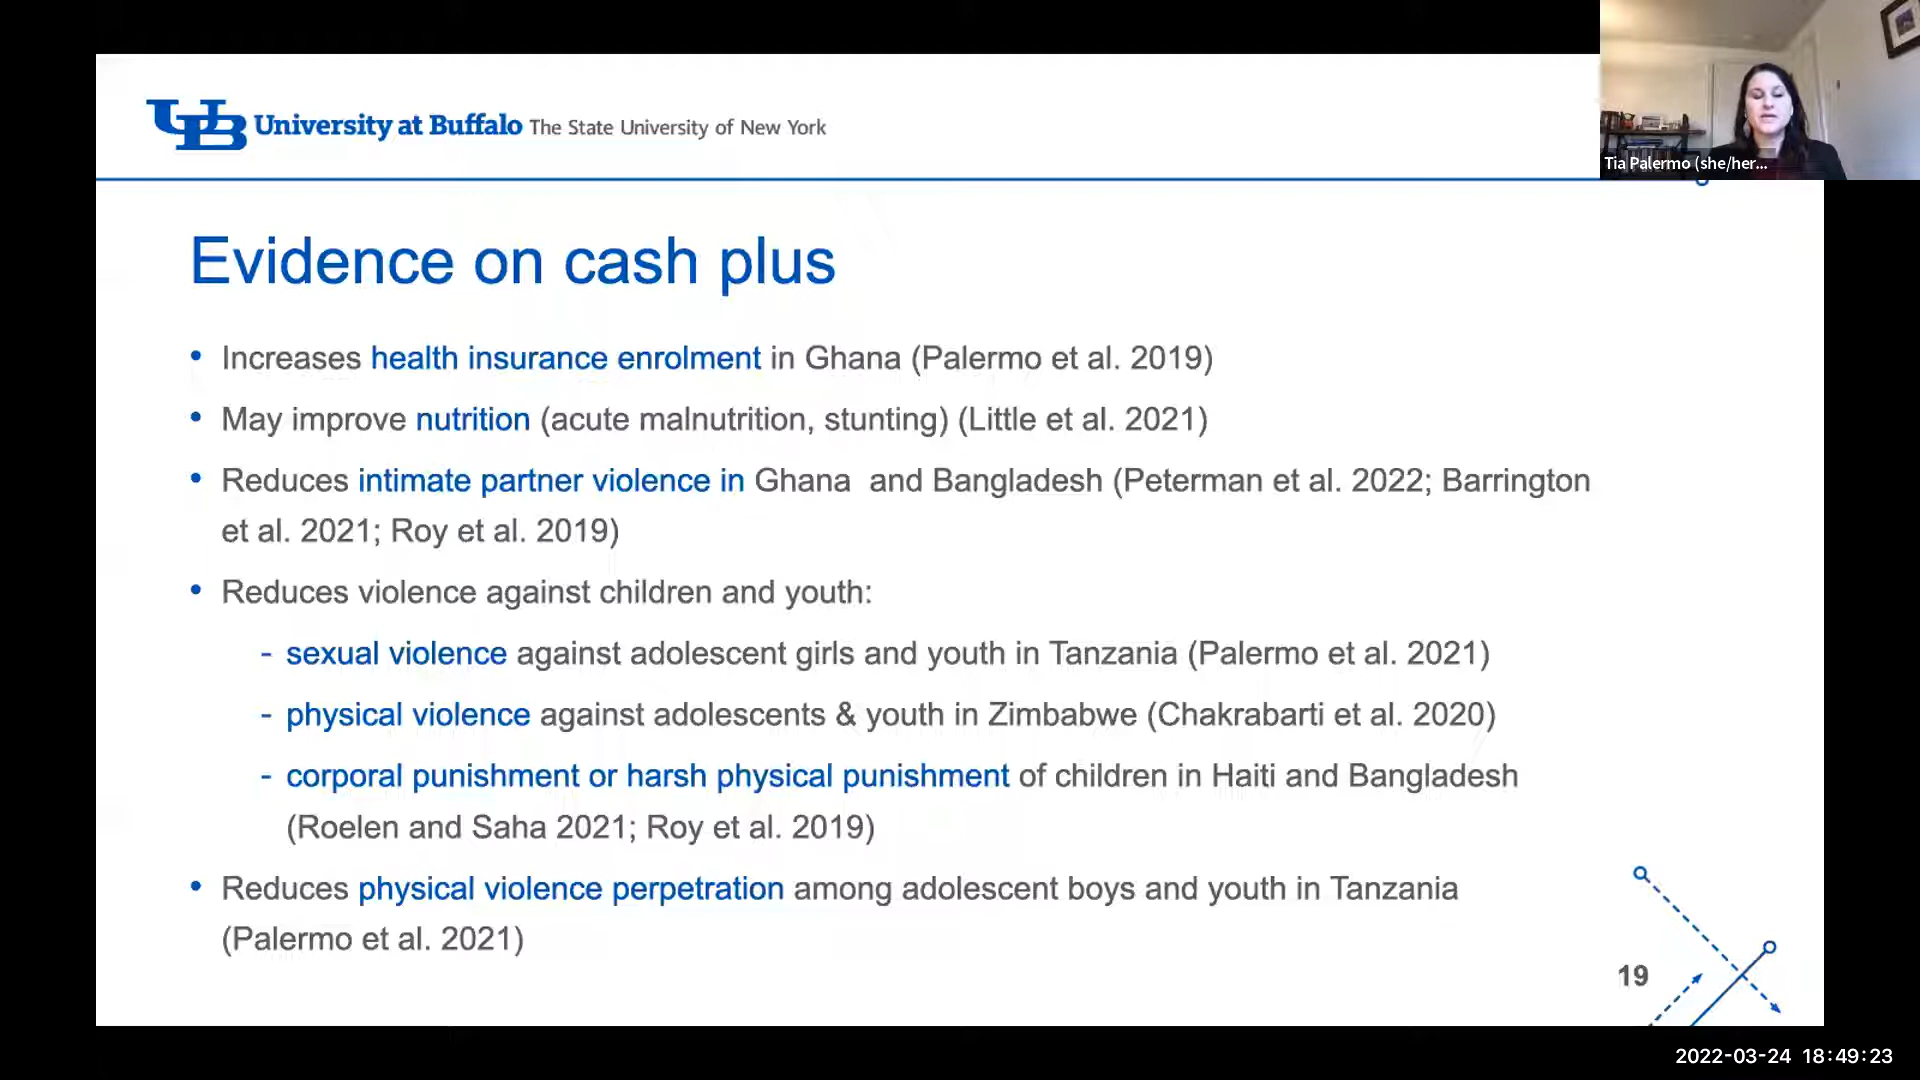 University at Buffalo The State University of New York
Tia Palermo (she/her...
Evidence on cash plus
• Increases health insurance enrolment in Ghana (Palermo et al. 2019)
• May improve nutrition (acute malnutrition, stunting) (Little et al. 2021)
• Reduces intimate partner violence in Ghana  and Bangladesh (Peterman et al. 2022; Barrington
et al. 2021; Roy et al. 2019)
• Reduces violence against children and youth:
- sexual violence against adolescent girls and youth in Tanzania (Palermo et al. 2021)
- physical violence against adolescents & youth in Zimbabwe (Chakrabarti et al. 2020)
- corporal punishment or harsh physical punishment of children in Haiti and Bangladesh
(Roelen and Saha 2021; Roy et al. 2019)
• Reduces physical violence perpetration among adolescent boys and youth in Tanzania
(Palermo et al. 2021)
19
2022-03-24 18:49:23